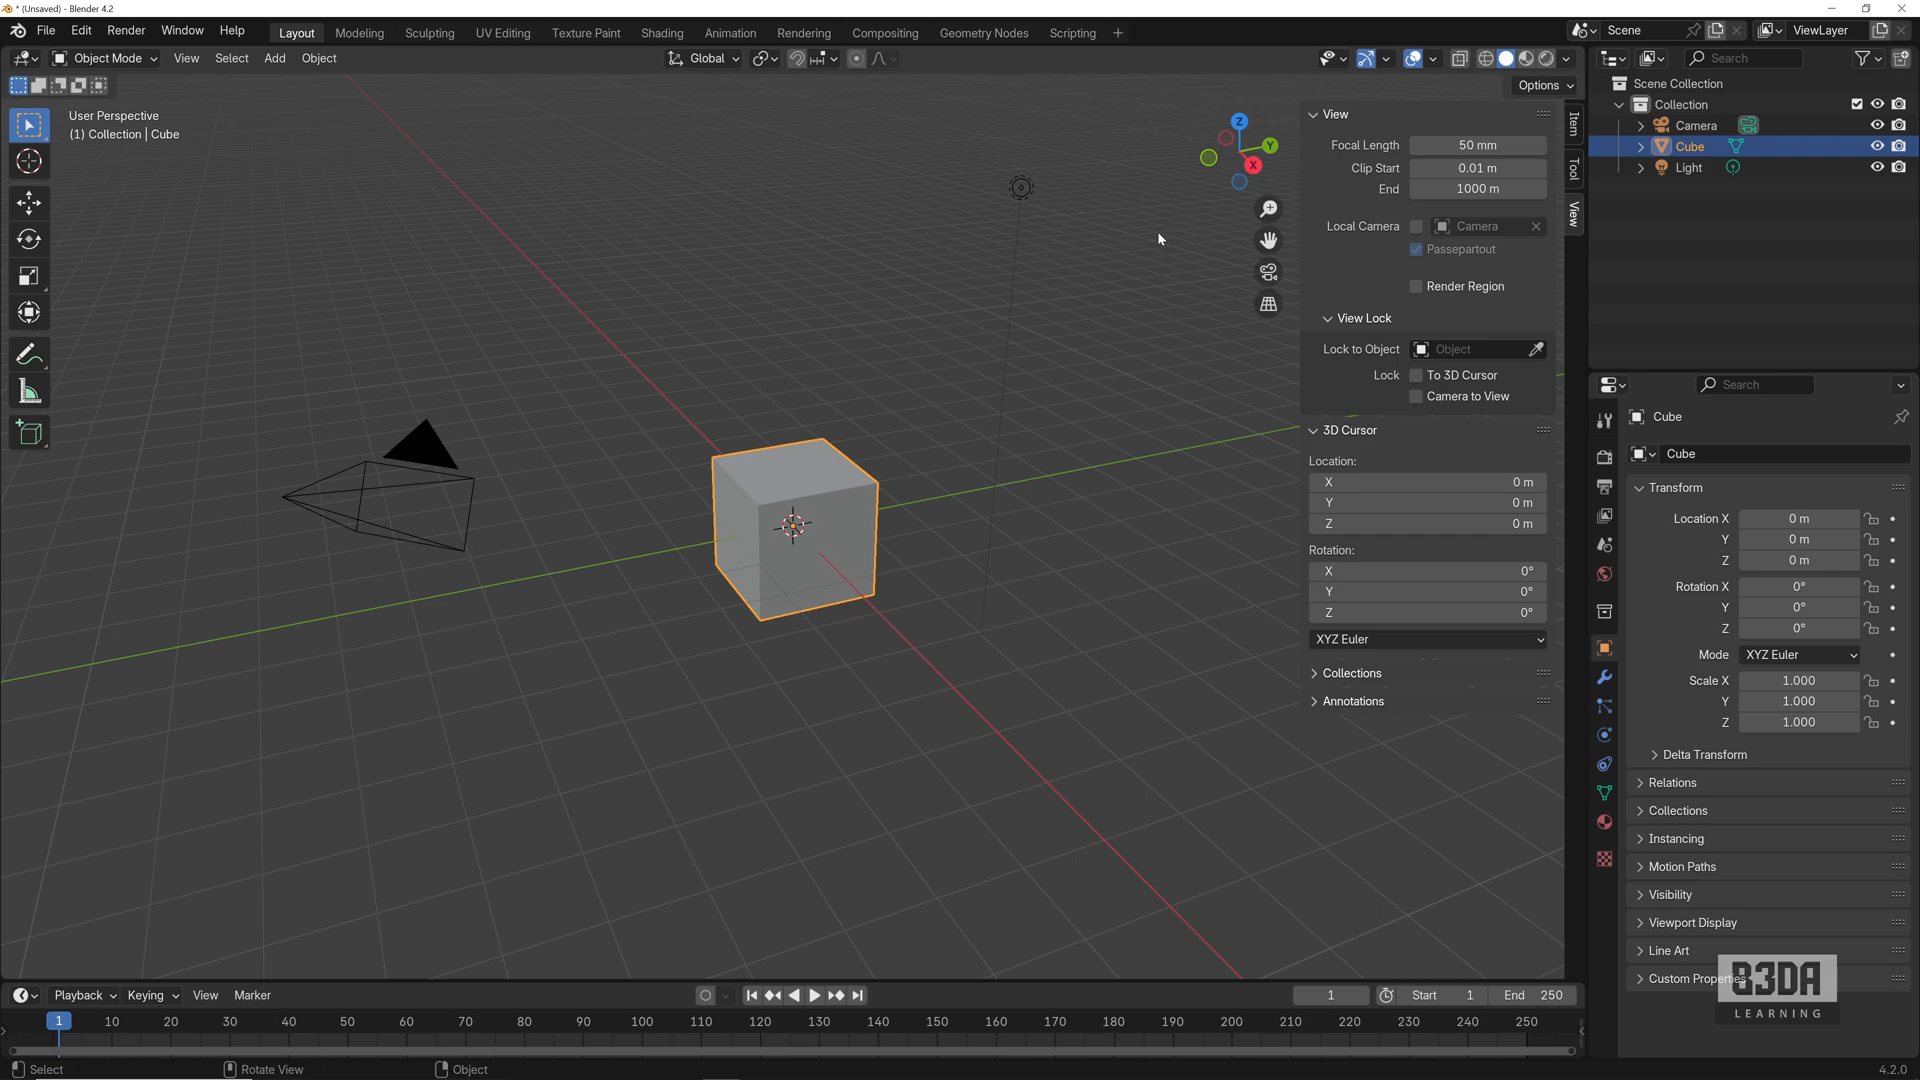 * (Unsaved) - Blender 4.2
File Edit Render Window Help Layout Modeling Sculpting UV Editing Texture Paint Shading Animation Rendering Compositing Geometry Nodes Scripting + Scene ViewLayer
Object Mode View Select Add Object Global Search
Options
User Perspective
(1) Collection | Cube
Z
Y
X
View
Focal Length 50 mm
Clip Start 0.01 m
End 1000 m
Local Camera Camera
Passepartout
Render Region
View Lock
Lock to Object Object
Lock To 3D Cursor
Camera to View
3D Cursor
Location:
X 0 m
Y 0 m
Z 0 m
Rotation:
X 0°
Y 0°
Z 0°
XYZ Euler
Collections
Annotations
Item
Tool
View
Scene Collection
Collection
Camera
Cube
Light
Search
Cube
Cube
Transform
Location X 0 m
Y 0 m
Z 0 m
Rotation X 0°
Y 0°
Z 0°
Mode XYZ Euler
Scale X 1.000
Y 1.000
Z 1.000
Delta Transform
Relations
Collections
Instancing
Motion Paths
Visibility
Viewport Display
Line Art
Custom Properties
B3DA
LEARNING
Playback Keying View Marker 1 Start 1 End 250
1 10 20 30 40 50 60 70 80 90 100 110 120 130 140 150 160 170 180 190 200 210 220 230 240 250
Select Rotate View Object 4.2.0